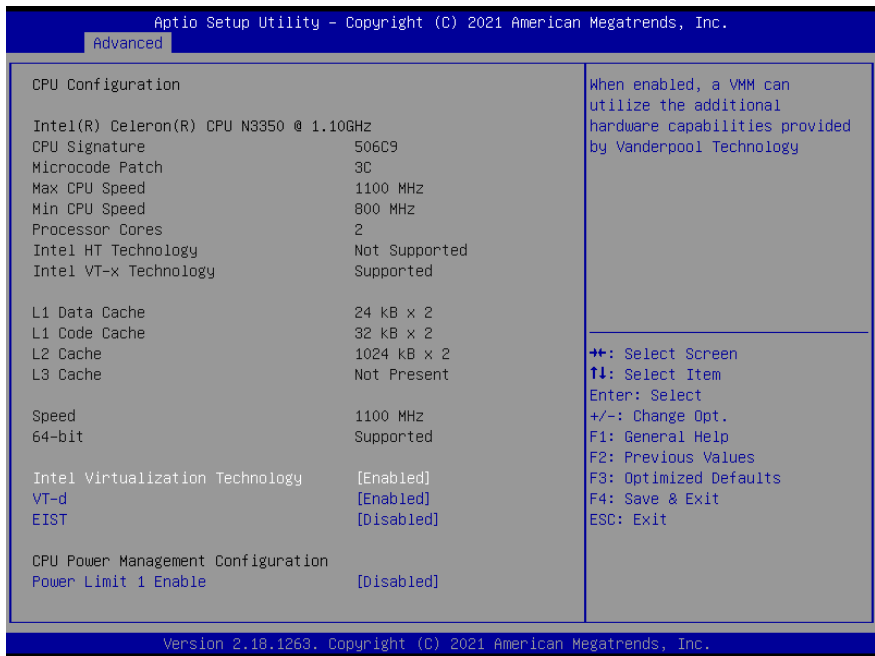 Aptio Setup Utility – Copyright (C) 2021 American Megatrends, Inc.
Advanced
CPU Configuration
Intel(R) Celeron(R) CPU N3350 @ 1.10GHz
CPU Signature 506C9
Microcode Patch 3C
Max CPU Speed 1100 MHz
Min CPU Speed 800 MHz
Processor Cores 2
Intel HT Technology Not Supported
Intel VT-x Technology Supported
L1 Data Cache 24 kB x 2
L1 Code Cache 32 kB x 2
L2 Cache 1024 kB x 2
L3 Cache Not Present
Speed 1100 MHz
64-bit Supported
Intel Virtualization Technology [Enabled]
VT-d [Enabled]
EIST [Disabled]
CPU Power Management Configuration
Power Limit 1 Enable [Disabled]
When enabled, a VMM can
utilize the additional
hardware capabilities provided
by Vanderpool Technology
→←: Select Screen
↑↓: Select Item
Enter: Select
+/-: Change Opt.
F1: General Help
F2: Previous Values
F3: Optimized Defaults
F4: Save & Exit
ESC: Exit
Version 2.18.1263. Copyright (C) 2021 American Megatrends, Inc.